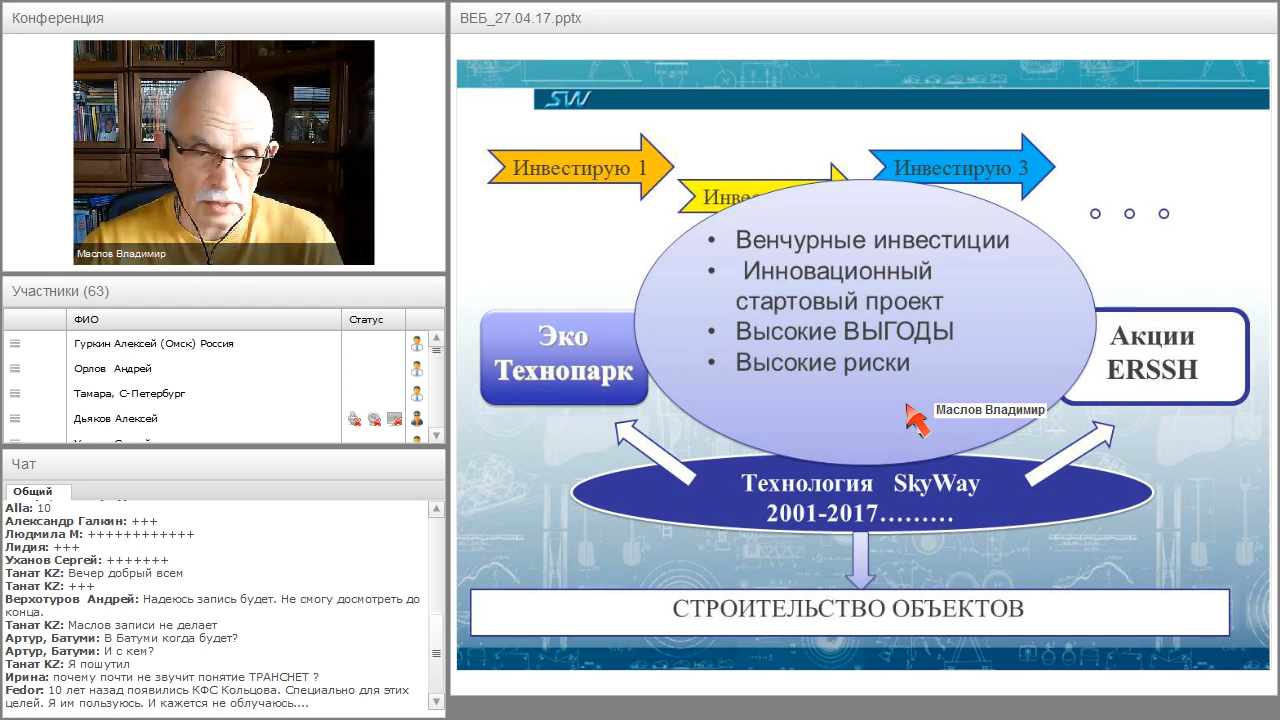 Конференция
Маслов Владимир
Участники (63)
ФИО
Статус
Гуркин Алексей (Омск) Россия
Орлов Андрей
Тамара, С-Петербург
Дьяков Алексей
Чат
Общий
Alla: 10
Александр Галкин: +++
Людмила М: ++++++++++++
Лидия: +++
Уханов Сергей: +++++++
Танат KZ: Вечер добрый всем
Танат KZ: +++
Верхотуров Андрей: Надеюсь запись будет. Не смогу досмотреть до
конца.
Танат KZ: Маслов записи не делает
Артур, Батуми: В Батуми когда будет?
Артур, Батуми: И с кем?
Танат KZ: Я пошутил
Ирина: почему почти не звучит понятие ТРАНСНЕТ ?
Fedor: 10 лет назад появились КФС Кольцова. Специально для этих
целей. Я им пользуюсь. И кажется не облучаюсь....
ВЕБ_27.04.17.pptx
SW
Инвестирую 1
Инвес
Инвестирую 3
• Венчурные инвестиции
• Инновационный
стартовый проект
• Высокие ВЫГОДЫ
• Высокие риски
Маслов Владимир
Эко
Технопарк
Акции
ERSSH
Технология SkyWay
2001-2017………
СТРОИТЕЛЬСТВО ОБЪЕКТОВ